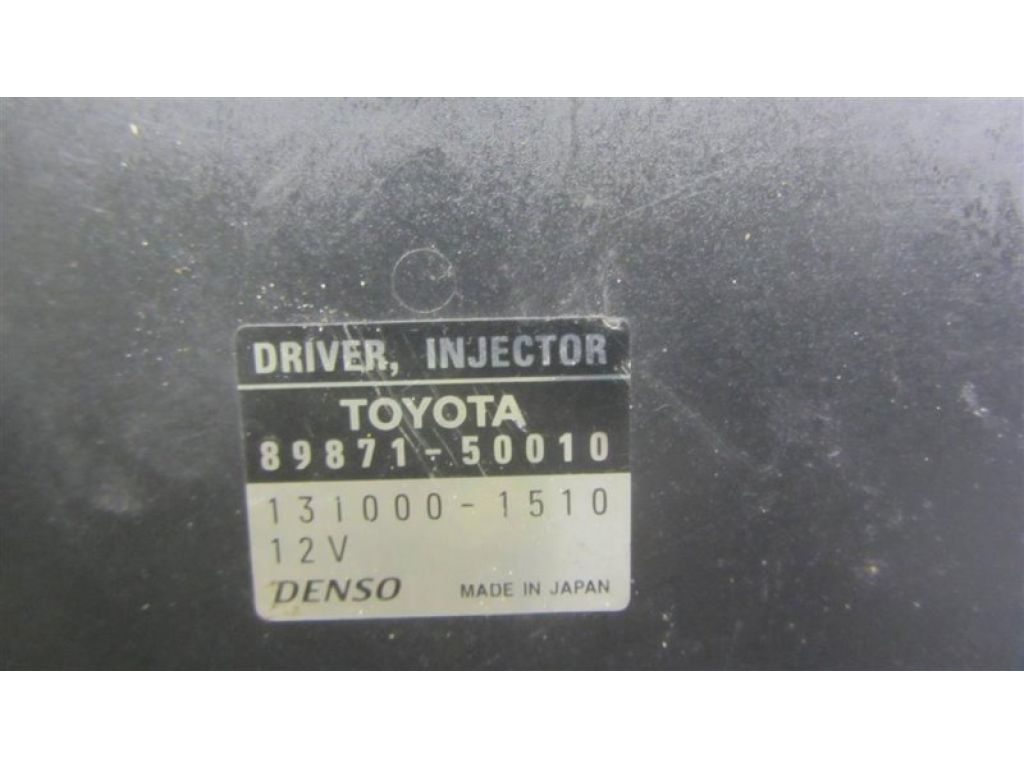 DRIVER, INJECTOR
TOYOTA
89871-50010
131000-1510
12V
DENSO MADE IN JAPAN